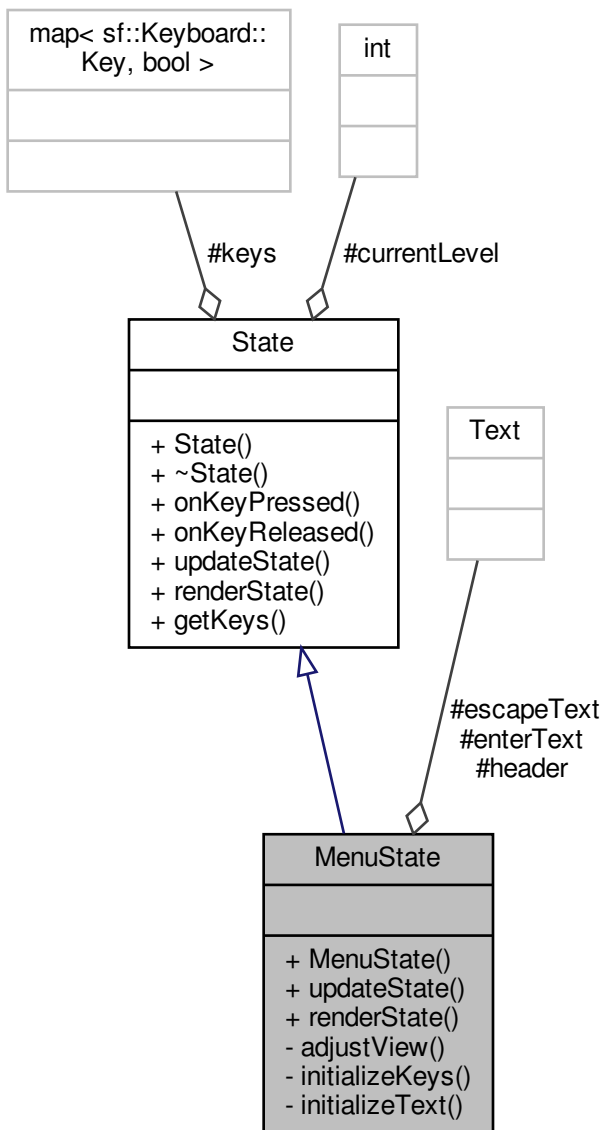 map< sf::Keyboard::
Key, bool >
int
#keys
#currentLevel
State
+ State()
+ ~State()
+ onKeyPressed()
+ onKeyReleased()
+ updateState()
+ renderState()
+ getKeys()
Text
#escapeText
#enterText
#header
MenuState
+ MenuState()
+ updateState()
+ renderState()
- adjustView()
- initializeKeys()
- initializeText()